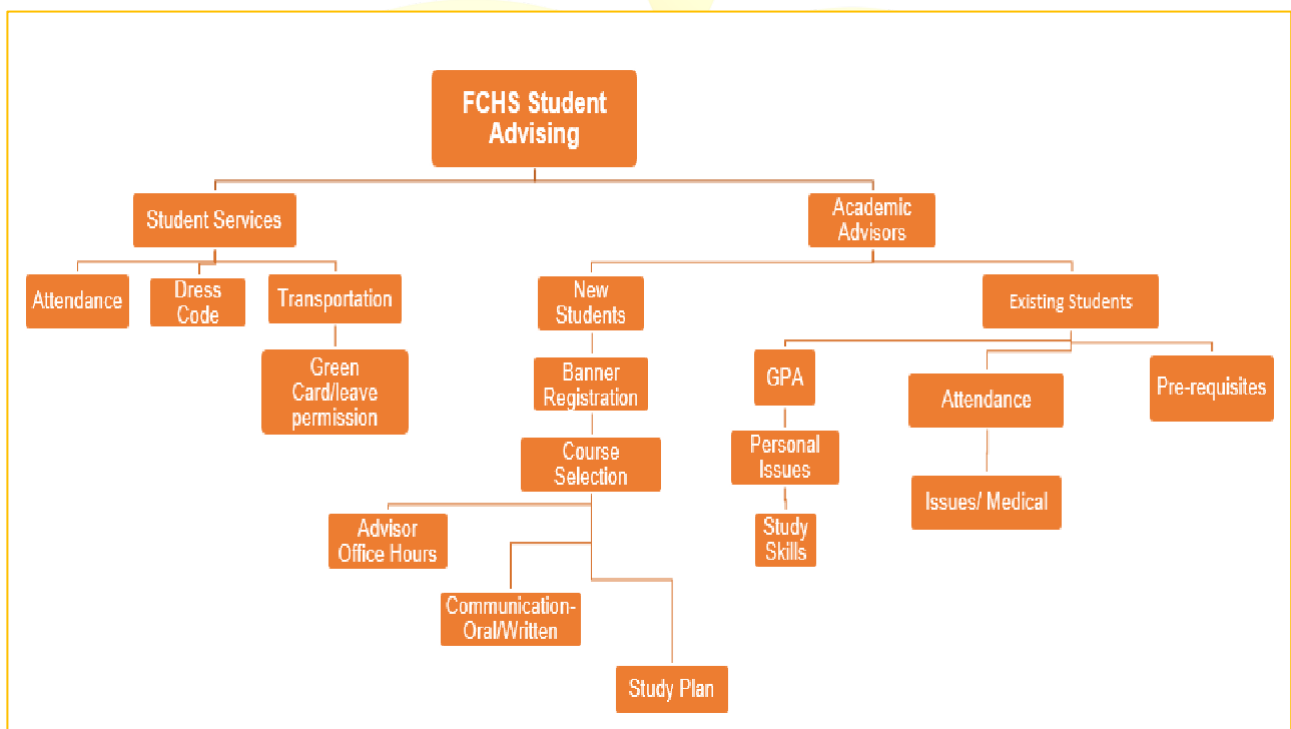 FCHS Student
Advising
Student Services
Academic
Advisors
Attendance
Dress
Code
Transportation
New
Students
Existing Students
Green
Card/leave
permission
Banner
Registration
GPA
Attendance
Pre-requisites
Course
Selection
Personal
Issues
Issues/ Medical
Advisor
Office Hours
Study
Skills
Communication-
Oral/Written
Study Plan